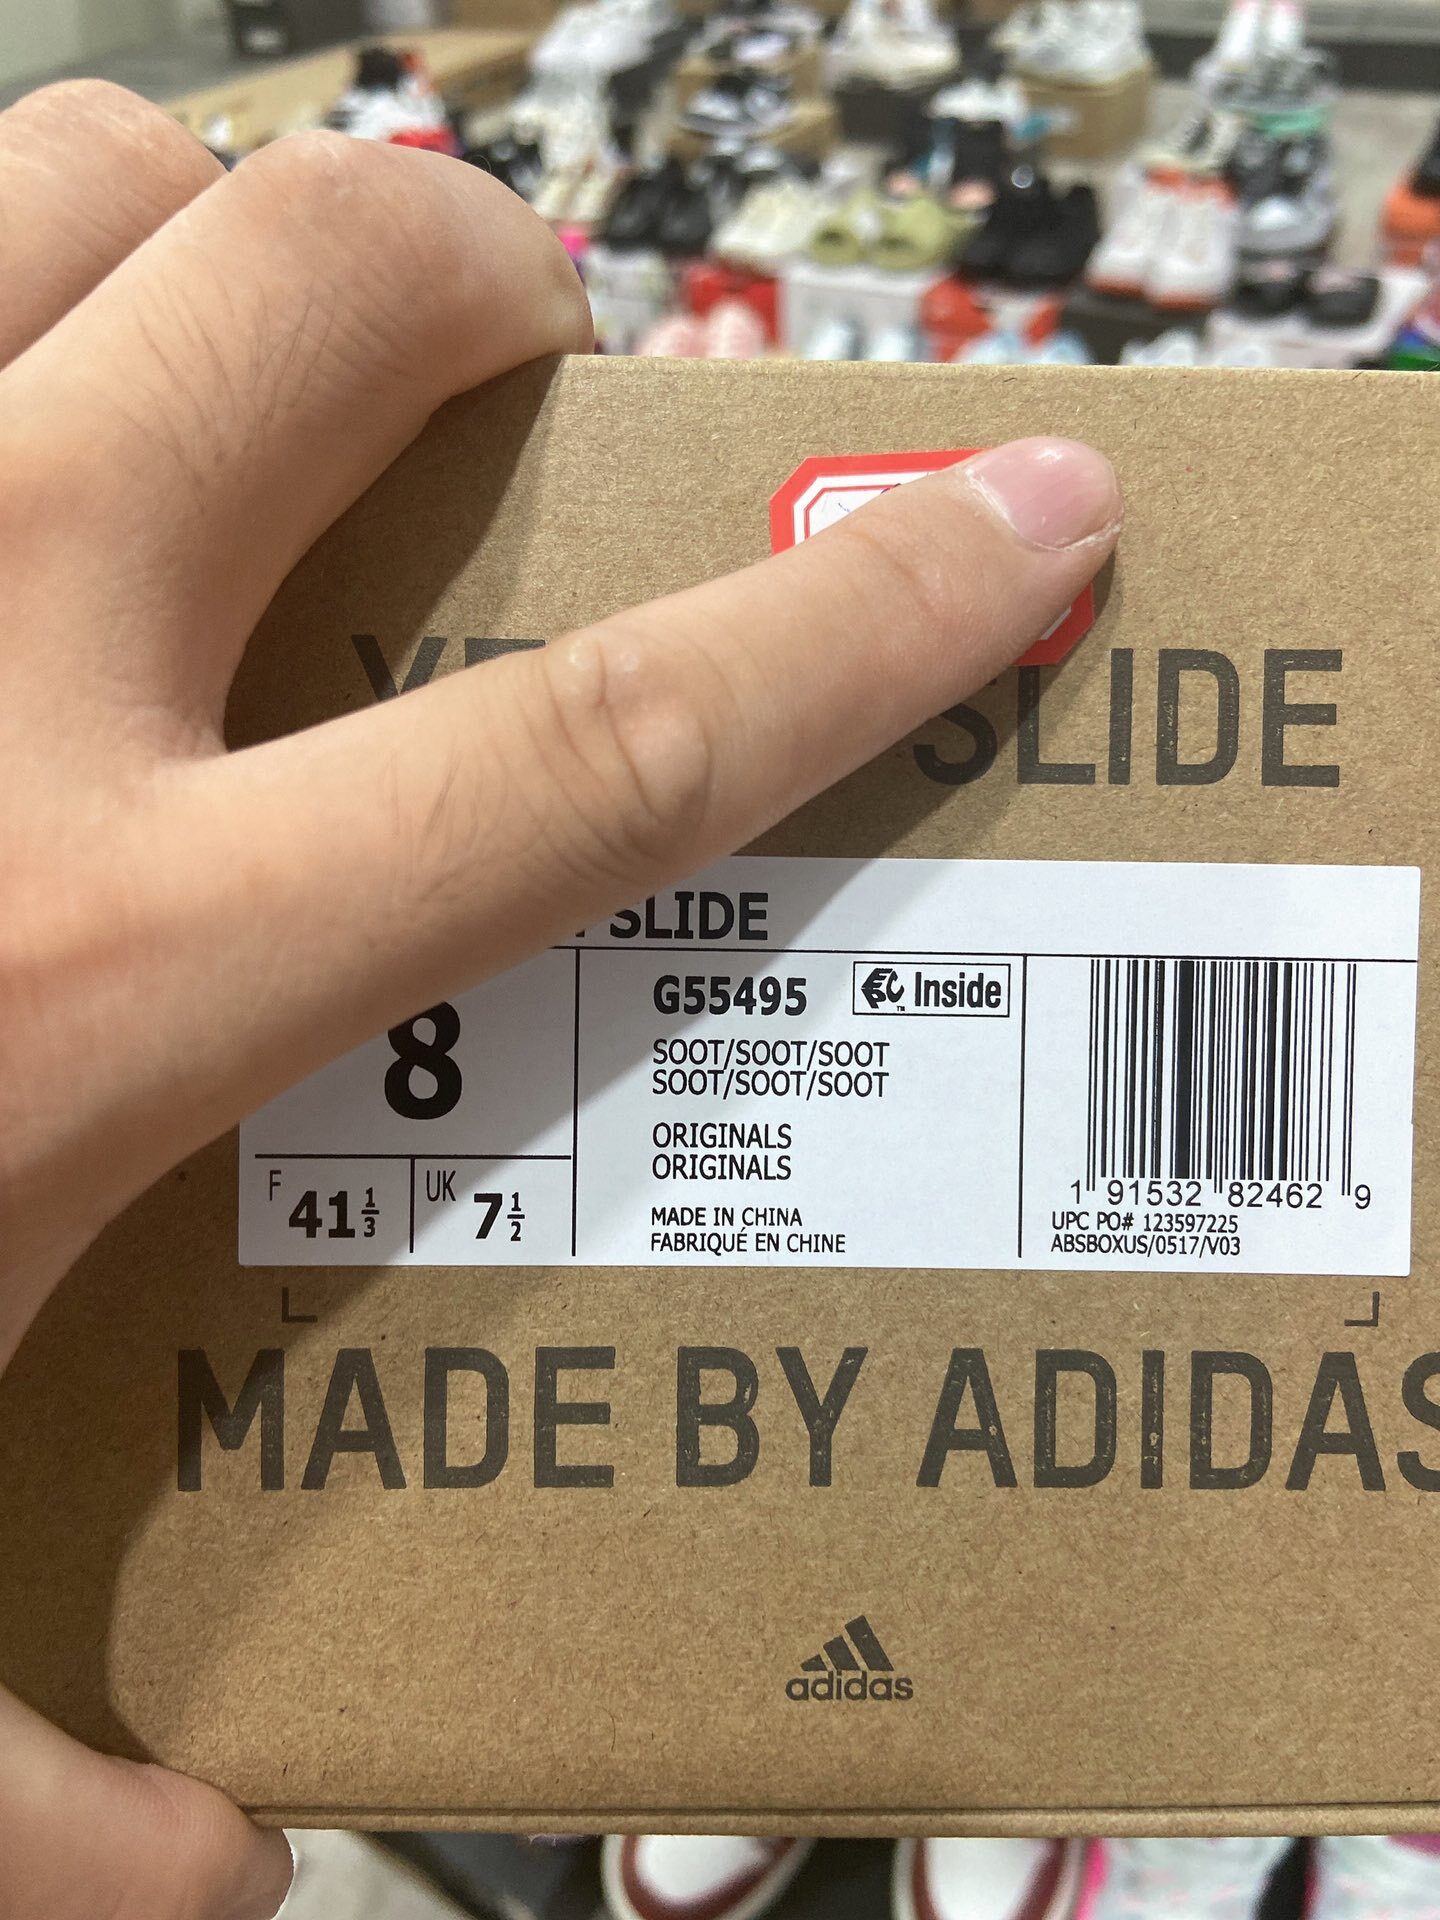 SLIDE
SLIDE
8
F 41 1/3
UK 7 1/2
G55495
EPC Inside
™
SOOT/SOOT/SOOT
SOOT/SOOT/SOOT
ORIGINALS
ORIGINALS
MADE IN CHINA
FABRIQUÉ EN CHINE
1 91532 82462 9
UPC PO# 123597225
ABSBOXUS/0517/V03
MADE BY ADIDAS
adidas